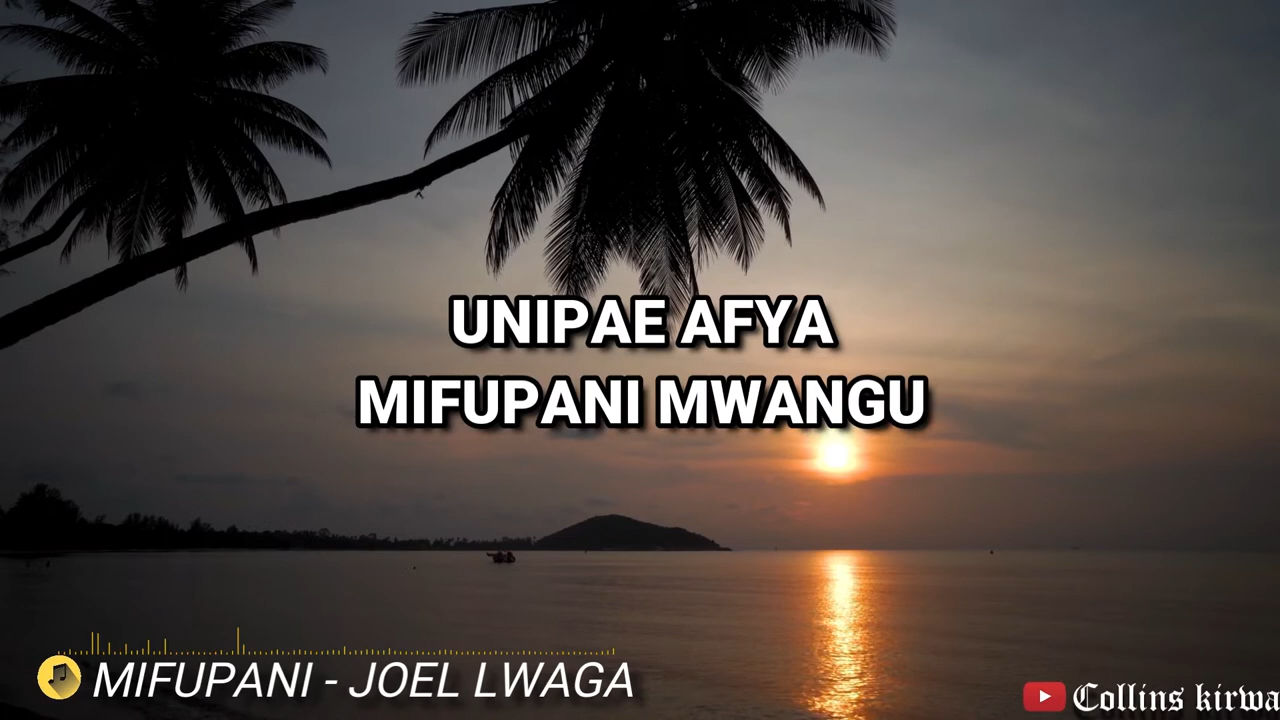 UNIPAE AFYA
MIFUPANI MWANGU
MIFUPANI - JOEL LWAGA
Collins kirwa